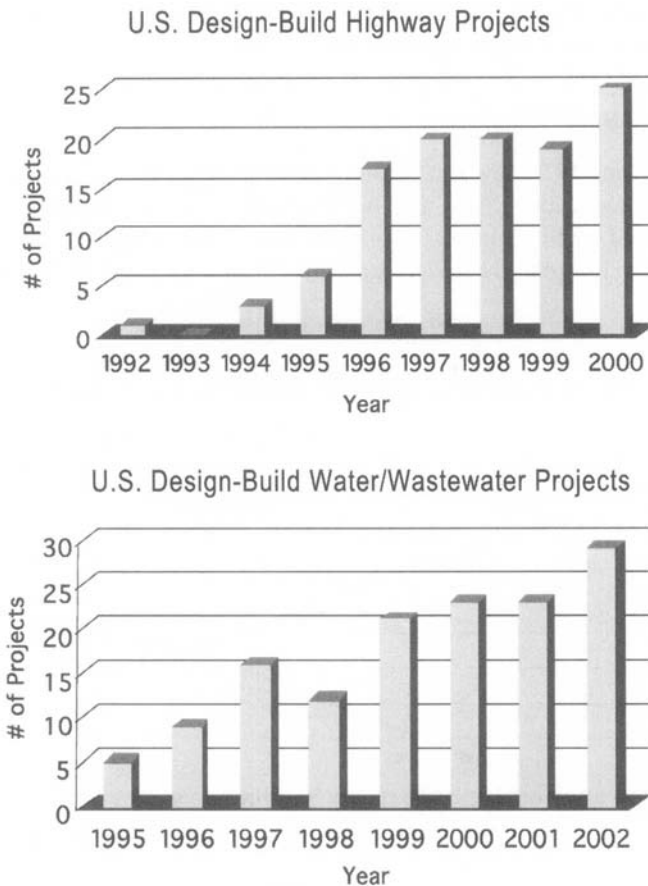 U.S. Design-Build Highway Projects
25
20
15
10
5
0
# of Projects
1992 1993 1994 1995 1996 1997 1998 1999 2000
Year
U.S. Design-Build Water/Wastewater Projects
30
25
20
15
10
5
0
# of Projects
1995 1996 1997 1998 1999 2000 2001 2002
Year